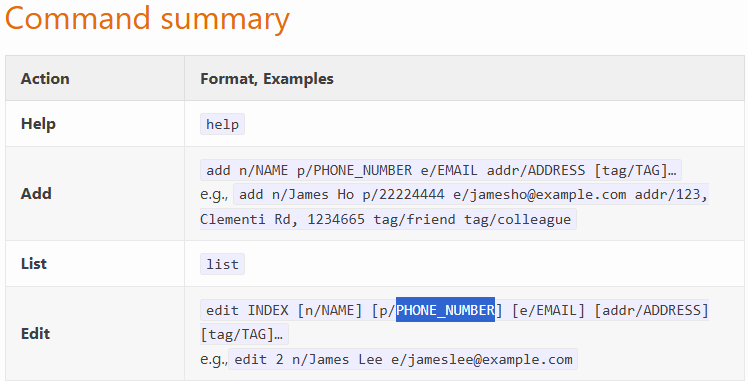 Command summary
Action Format, Examples
Help help
add n/NAME p/PHONE_NUMBER e/EMAIL addr/ADDRESS [tag/TAG]…
Add e.g., add n/James Ho p/22224444 e/jamesho@example.com addr/123,
Clementi Rd, 1234665 tag/friend tag/colleague
List list
edit INDEX [n/NAME] [p/PHONE_NUMBER] [e/EMAIL] [addr/ADDRESS]
Edit [tag/TAG]…
e.g., edit 2 n/James Lee e/jameslee@example.com